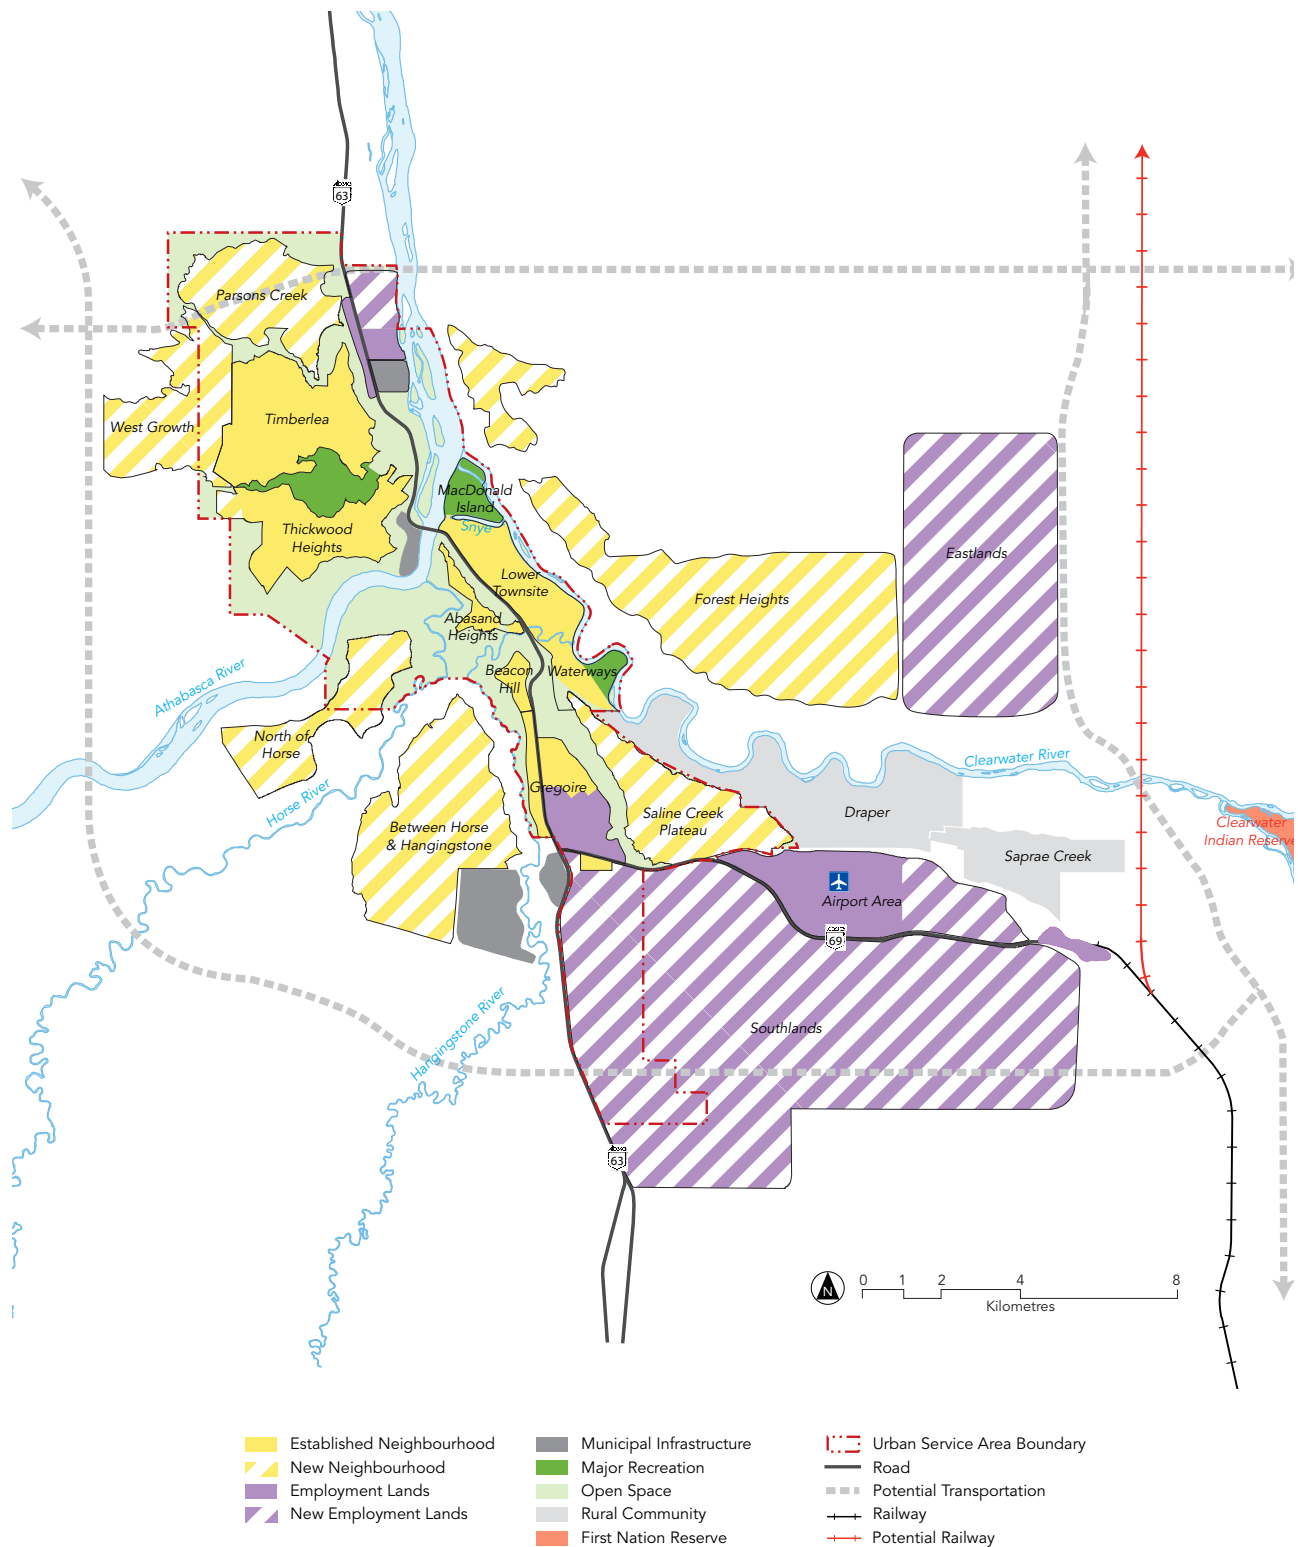 63
Parsons Creek
West Growth
Timberlea
MacDonald
Island
Snye
Thickwood
Heights
Eastlands
Lower
Townsite
Forest Heights
Abasand
Heights
Beacon
Hill
Waterways
Athabasca River
North of
Horse
Clearwater River
Horse River
Gregoire
Saline Creek
Plateau
Draper
Clearwater
Indian Reserve
Between Horse
& Hangingstone
Saprae Creek
Airport Area
69
Hangingstone River
Southlands
63
N
0 1 2 4 8
Kilometres
Established Neighbourhood
New Neighbourhood
Employment Lands
New Employment Lands
Municipal Infrastructure
Major Recreation
Open Space
Rural Community
First Nation Reserve
Urban Service Area Boundary
Road
Potential Transportation
Railway
Potential Railway